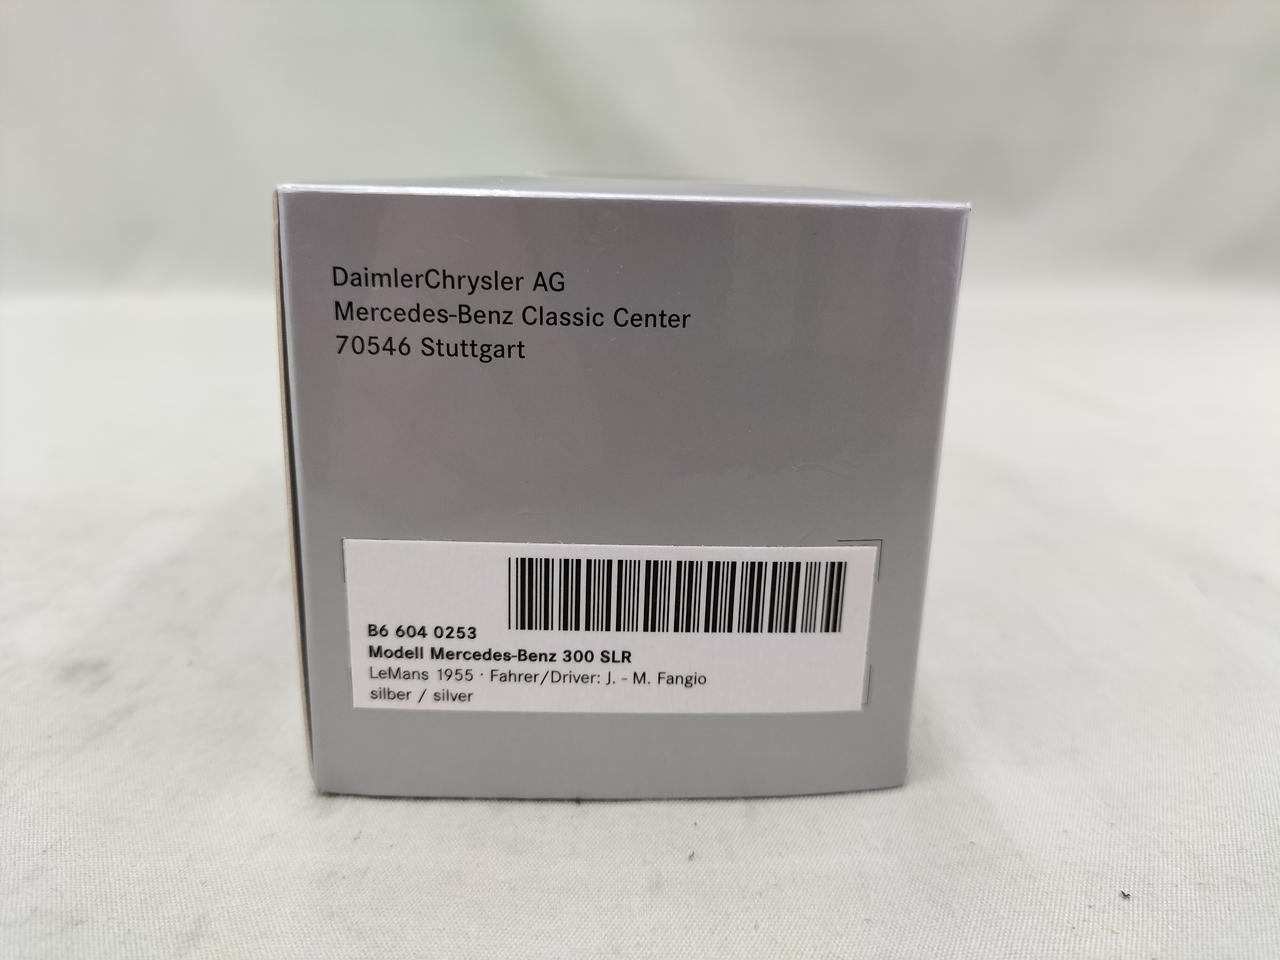 DaimlerChrysler AG
Mercedes-Benz Classic Center
70546 Stuttgart
B6 604 0253
Modell Mercedes-Benz 300 SLR
LeMans 1955 · Fahrer/Driver: J. - M. Fangio
silber / silver